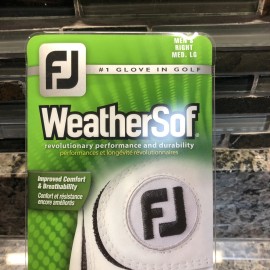 MEN'S
RIGHT
MED. LG
FJ
#1 GLOVE IN GOLF
WeatherSof®
revolutionary performance and durability
performances et longévité révolutionnaires
Improved Comfort
& Breathability
Confort et résistance
encore améliorés
FJ